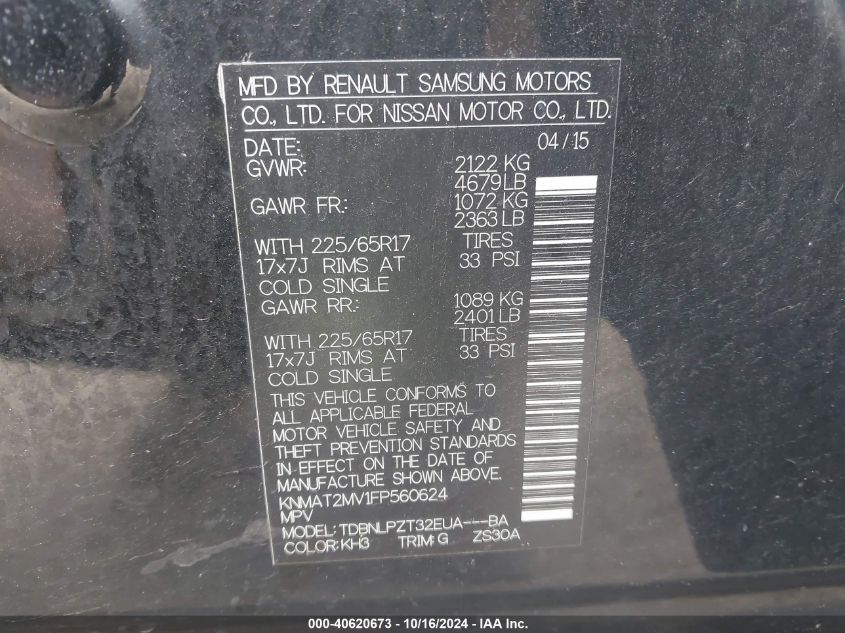 MFD BY RENAULT SAMSUNG MOTORS
CO., LTD. FOR NISSAN MOTOR CO., LTD.
DATE: 04/15
GVWR: 2122 KG
4679 LB
GAWR FR.: 1072 KG
2363 LB
WITH 225/65R17 TIRES
17x7J RIMS AT 33 PSI
COLD SINGLE
GAWR RR.: 1089 KG
2401 LB
WITH 225/65R17 TIRES
17x7J RIMS AT 33 PSI
COLD SINGLE
THIS VEHICLE CONFORMS TO
ALL APPLICABLE FEDERAL
MOTOR VEHICLE SAFETY AND
THEFT PREVENTION STANDARDS
IN EFFECT ON THE DATE OF
MANUFACTURE SHOWN ABOVE.
KNMAT2MV1FP560624
MPV
MODEL: TDBNLPZT32EUA---BA
COLOR: KH3 TRIM: G ZS30A
000-40620673 - 10/16/2024 - IAA Inc.